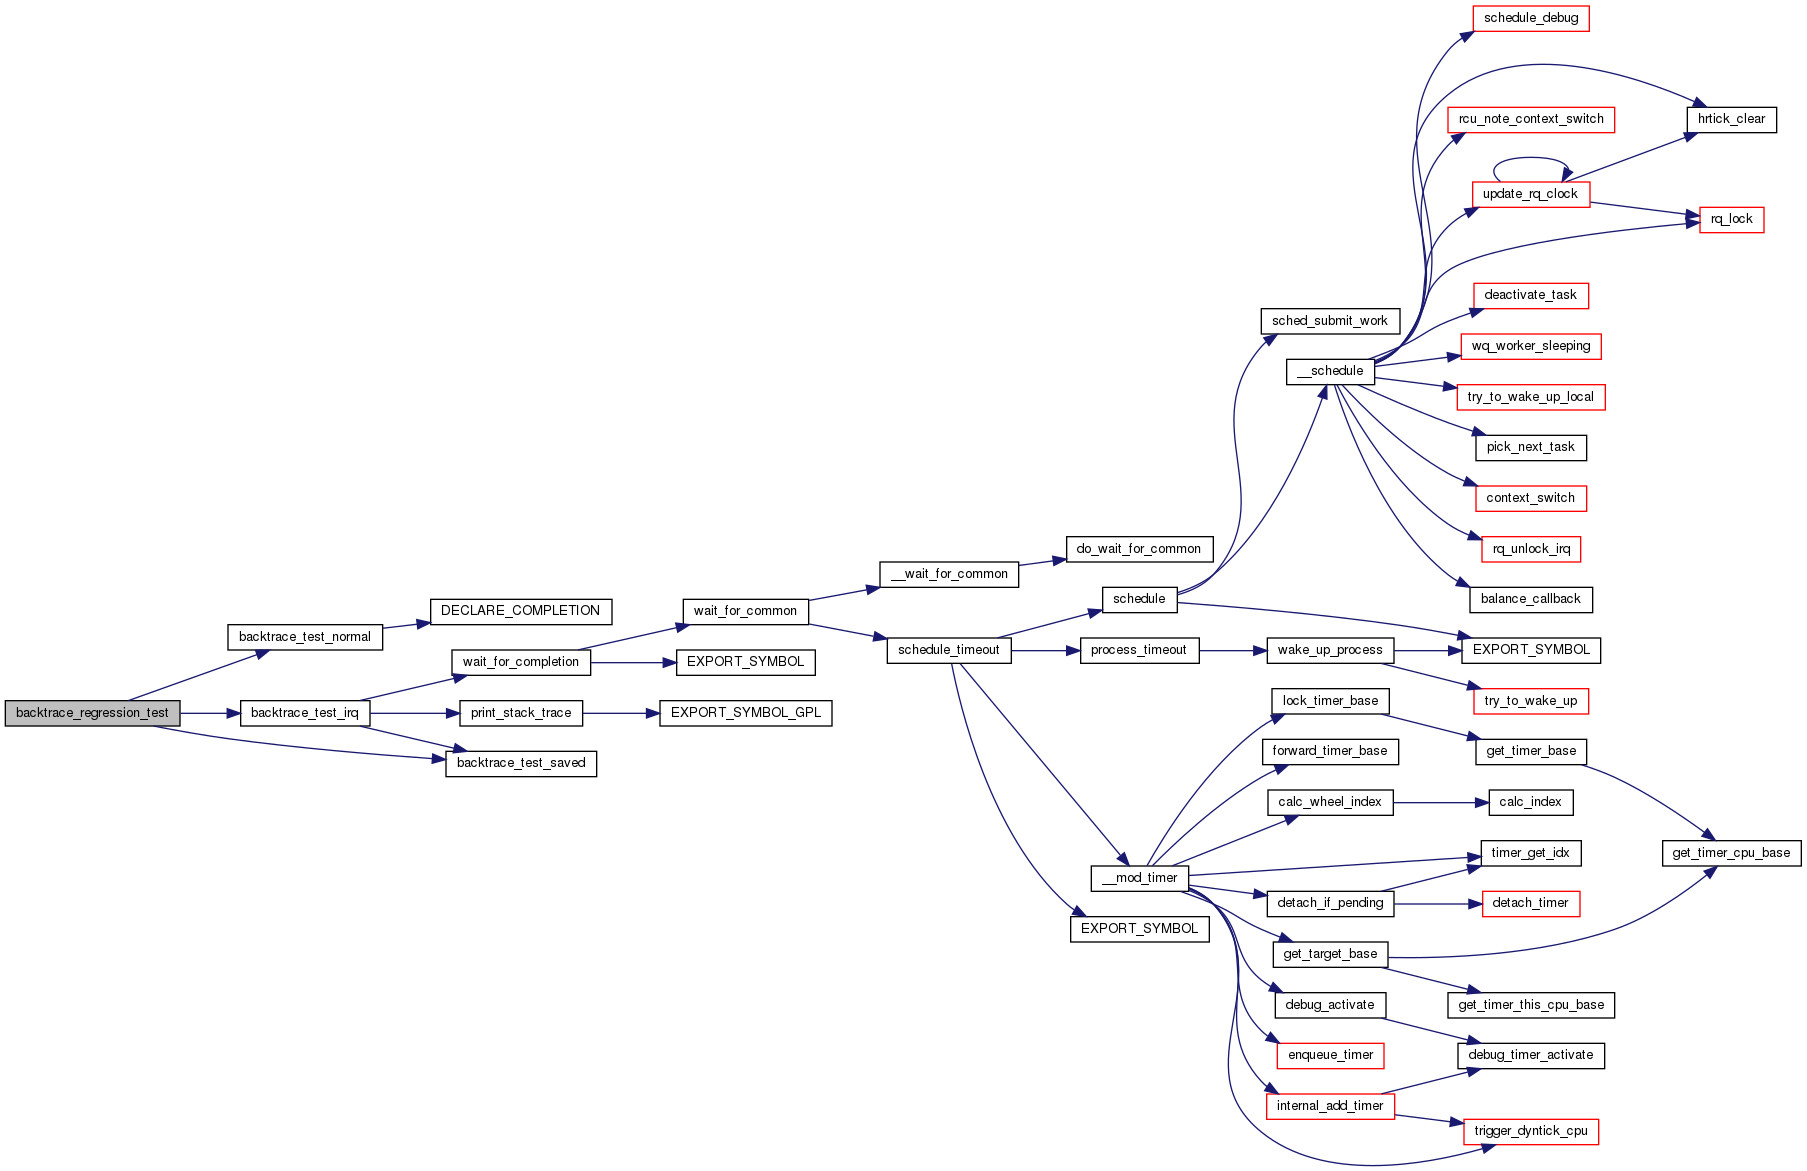 schedule_debug
rcu_note_context_switch
hrtick_clear
update_rq_clock
rq_lock
deactivate_task
sched_submit_work
wq_worker_sleeping
__schedule
try_to_wake_up_local
pick_next_task
context_switch
rq_unlock_irq
do_wait_for_common
__wait_for_common
schedule
balance_callback
DECLARE_COMPLETION
wait_for_common
backtrace_test_normal
schedule_timeout
process_timeout
wake_up_process
EXPORT_SYMBOL
wait_for_completion
EXPORT_SYMBOL
lock_timer_base
try_to_wake_up
backtrace_regression_test
backtrace_test_irq
print_stack_trace
EXPORT_SYMBOL_GPL
forward_timer_base
get_timer_base
backtrace_test_saved
calc_wheel_index
calc_index
timer_get_idx
get_timer_cpu_base
__mod_timer
detach_if_pending
detach_timer
EXPORT_SYMBOL
get_target_base
debug_activate
get_timer_this_cpu_base
enqueue_timer
debug_timer_activate
internal_add_timer
trigger_dyntick_cpu